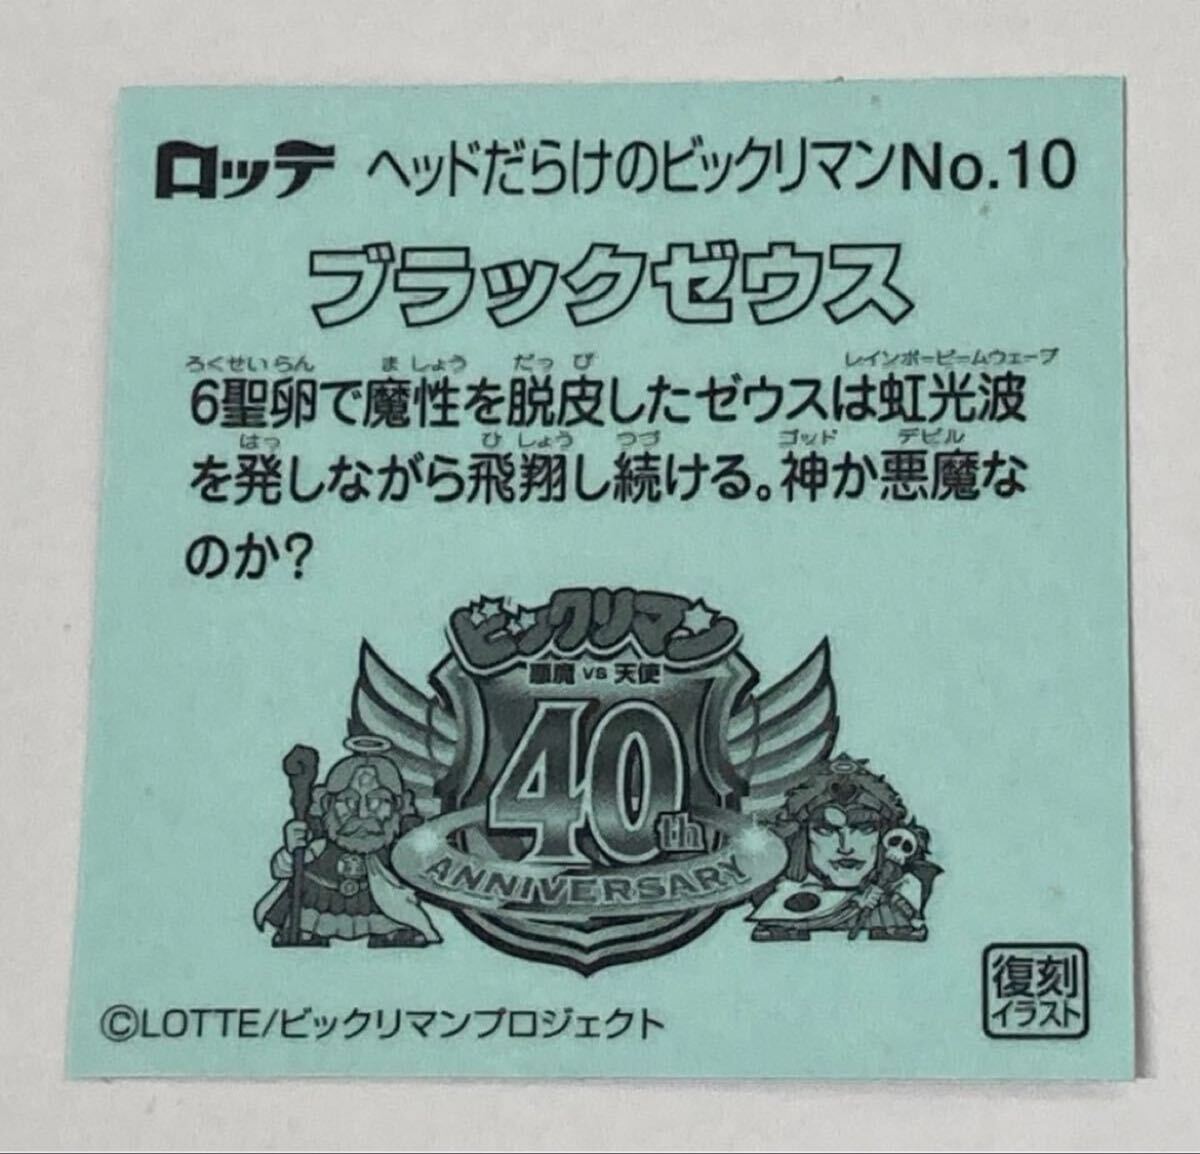 ロッテ ヘッドだらけのビックリマンNo.10
ブラックゼウス
ろくせいらん ましょう だっぴ レインボービームウェーブ
6聖卵で魔性を脱皮したゼウスは虹光波
はっ ひしょう つづ ゴッド デビル
を発しながら飛翔し続ける。神か悪魔な
のか?
ビックリマン
悪魔 vs 天使
40th
ANNIVERSARY
復刻
イラスト
©LOTTE/ビックリマンプロジェクト